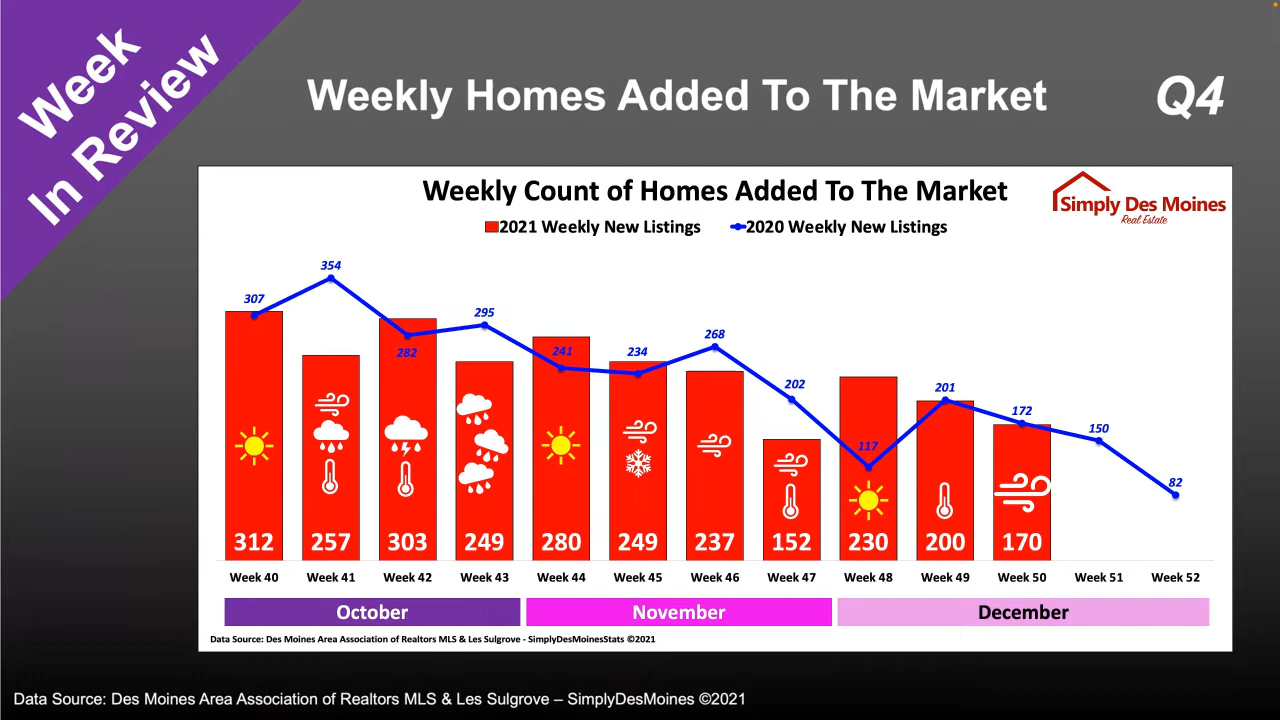 Week
In Review
Weekly Homes Added To The Market
Q4
Weekly Count of Homes Added To The Market
Simply Des Moines
Real Estate
2021 Weekly New Listings
2020 Weekly New Listings
307
354
282
295
241
234
268
202
117
201
172
150
82
312
257
303
249
280
249
237
152
230
200
170
Week 40
Week 41
Week 42
Week 43
Week 44
Week 45
Week 46
Week 47
Week 48
Week 49
Week 50
Week 51
Week 52
October
November
December
Data Source: Des Moines Area Association of Realtors MLS & Les Sulgrove - SimplyDesMoinesStats ©2021
Data Source: Des Moines Area Association of Realtors MLS & Les Sulgrove – SimplyDesMoines ©2021